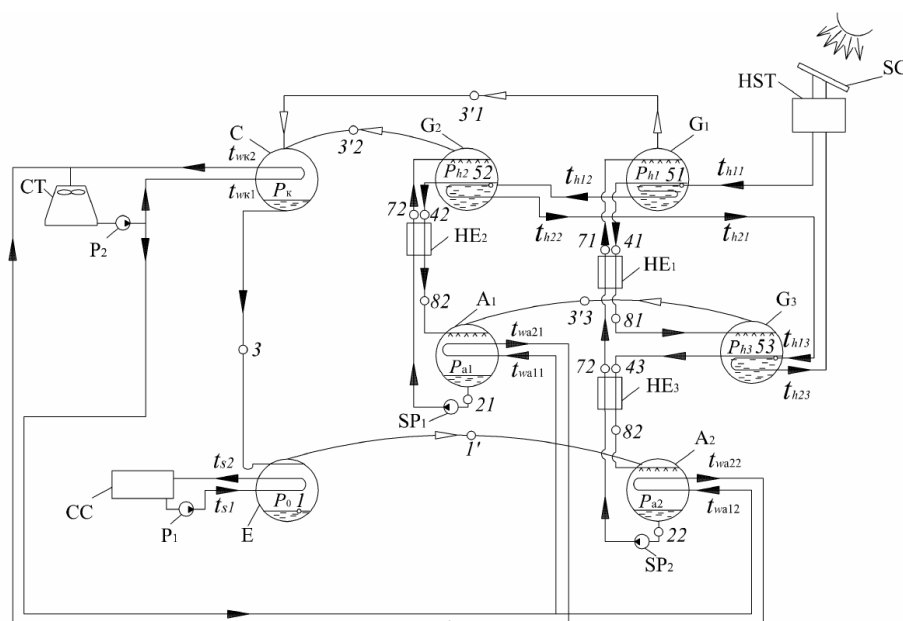 SC
HST
3'1
G₂
G₁
3'2
C
t_wк2
P_h2 52
P_h1 51
t_h11
CT
P_к
t_h12
t_wк1
72
42
t_h22
t_h21
P₂
HE₂
71
41
HE₁
82
A₁
3'3
G₃
81
t_wa21
t_h13
3
P_h3 53
P_a1
t_wa11
72
43
t_h23
21
HE₃
SP₁
82
1'
A₂
t_s2
t_wa22
CC
P₀ 1
P_a2
t_s1
t_wa12
P₁
E
22
SP₂